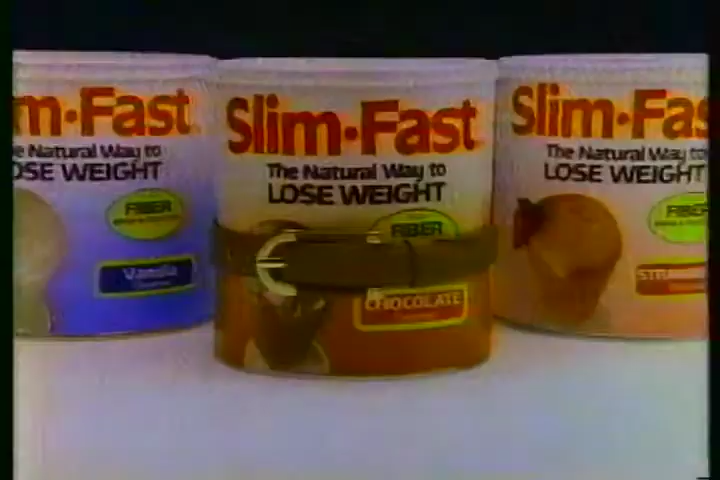 m•Fast
e Natural Way to
OSE WEIGHT
FIBER
Vanilla
Slim•Fast
The Natural Way to
LOSE WEIGHT
FIBER
CHOCOLATE
Slim•Fas
The Natural Way to
LOSE WEIGHT
FIBER
STRAW